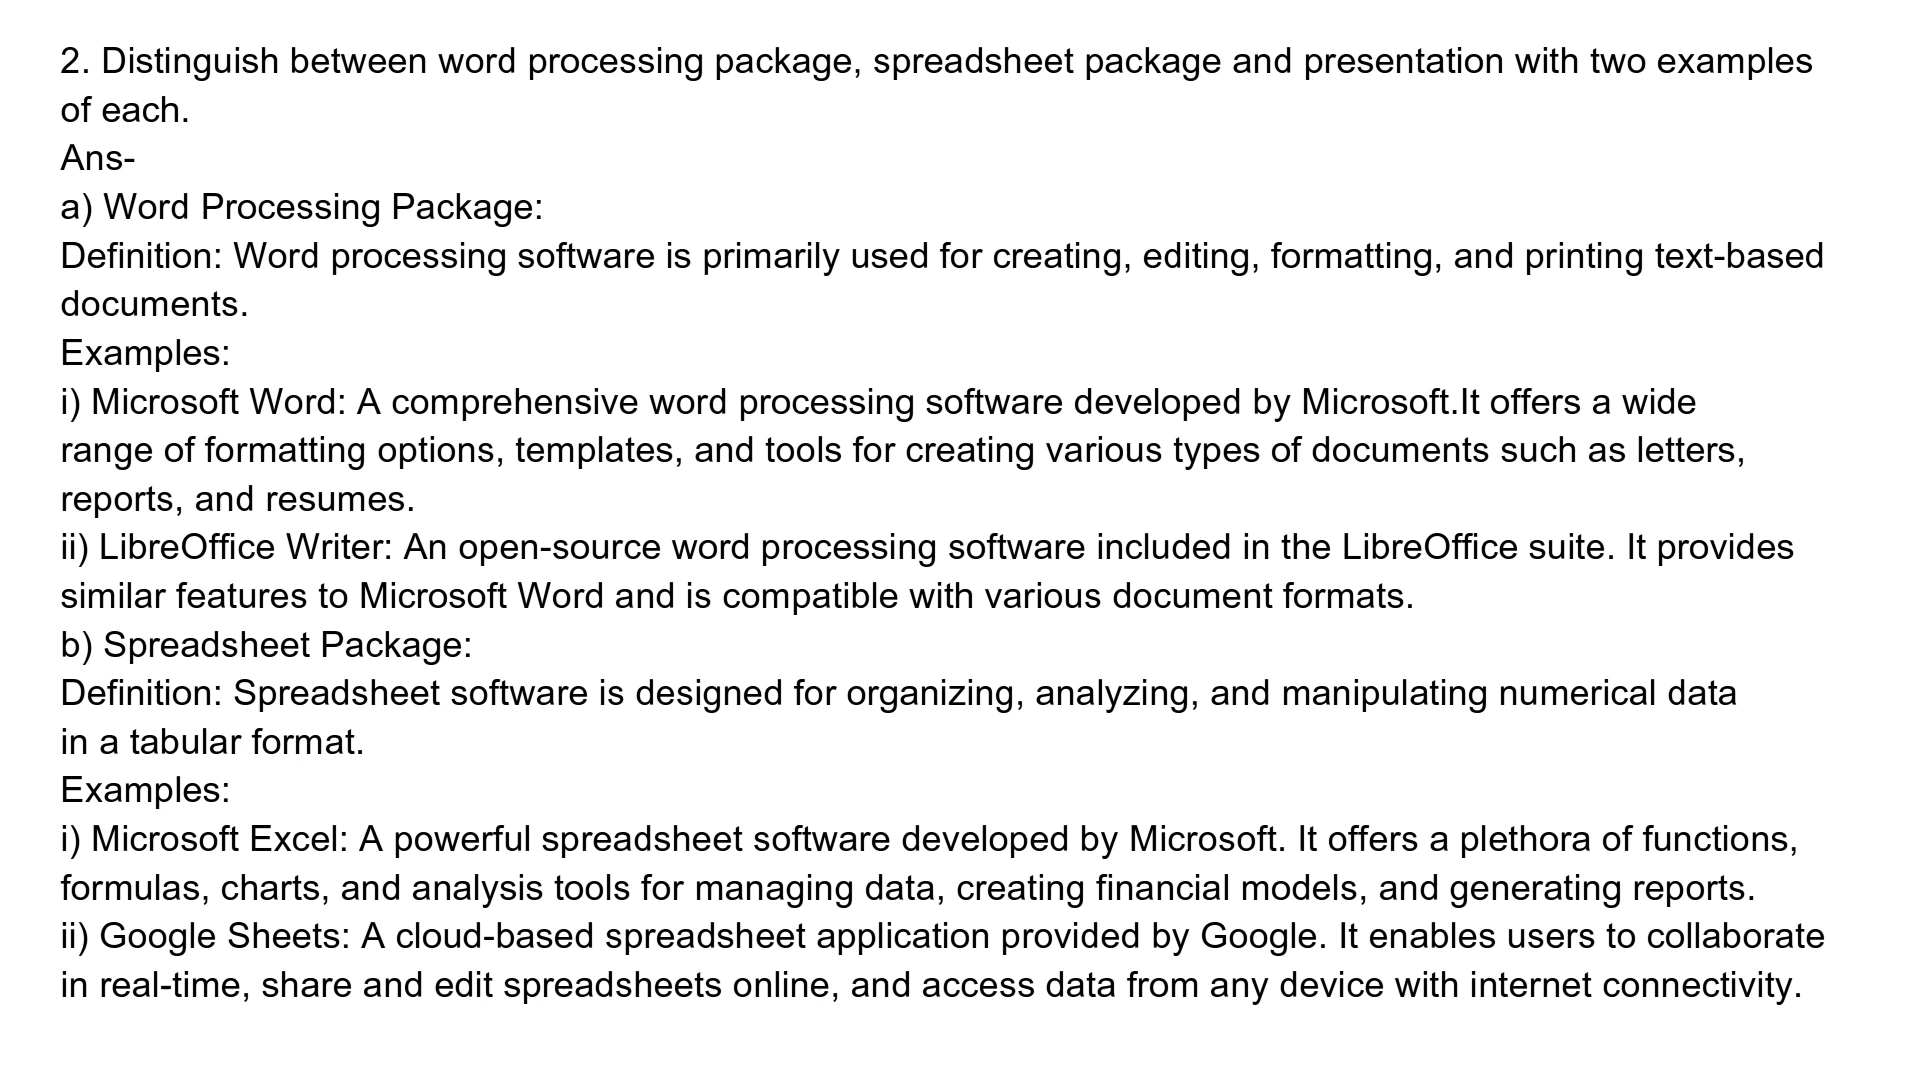 2. Distinguish between word processing package, spreadsheet package and presentation with two examples
of each.
Ans-
a) Word Processing Package:
Definition: Word processing software is primarily used for creating, editing, formatting, and printing text-based
documents.
Examples:
i) Microsoft Word: A comprehensive word processing software developed by Microsoft.It offers a wide
range of formatting options, templates, and tools for creating various types of documents such as letters,
reports, and resumes.
ii) LibreOffice Writer: An open-source word processing software included in the LibreOffice suite. It provides
similar features to Microsoft Word and is compatible with various document formats.
b) Spreadsheet Package:
Definition: Spreadsheet software is designed for organizing, analyzing, and manipulating numerical data
in a tabular format.
Examples:
i) Microsoft Excel: A powerful spreadsheet software developed by Microsoft. It offers a plethora of functions,
formulas, charts, and analysis tools for managing data, creating financial models, and generating reports.
ii) Google Sheets: A cloud-based spreadsheet application provided by Google. It enables users to collaborate
in real-time, share and edit spreadsheets online, and access data from any device with internet connectivity.